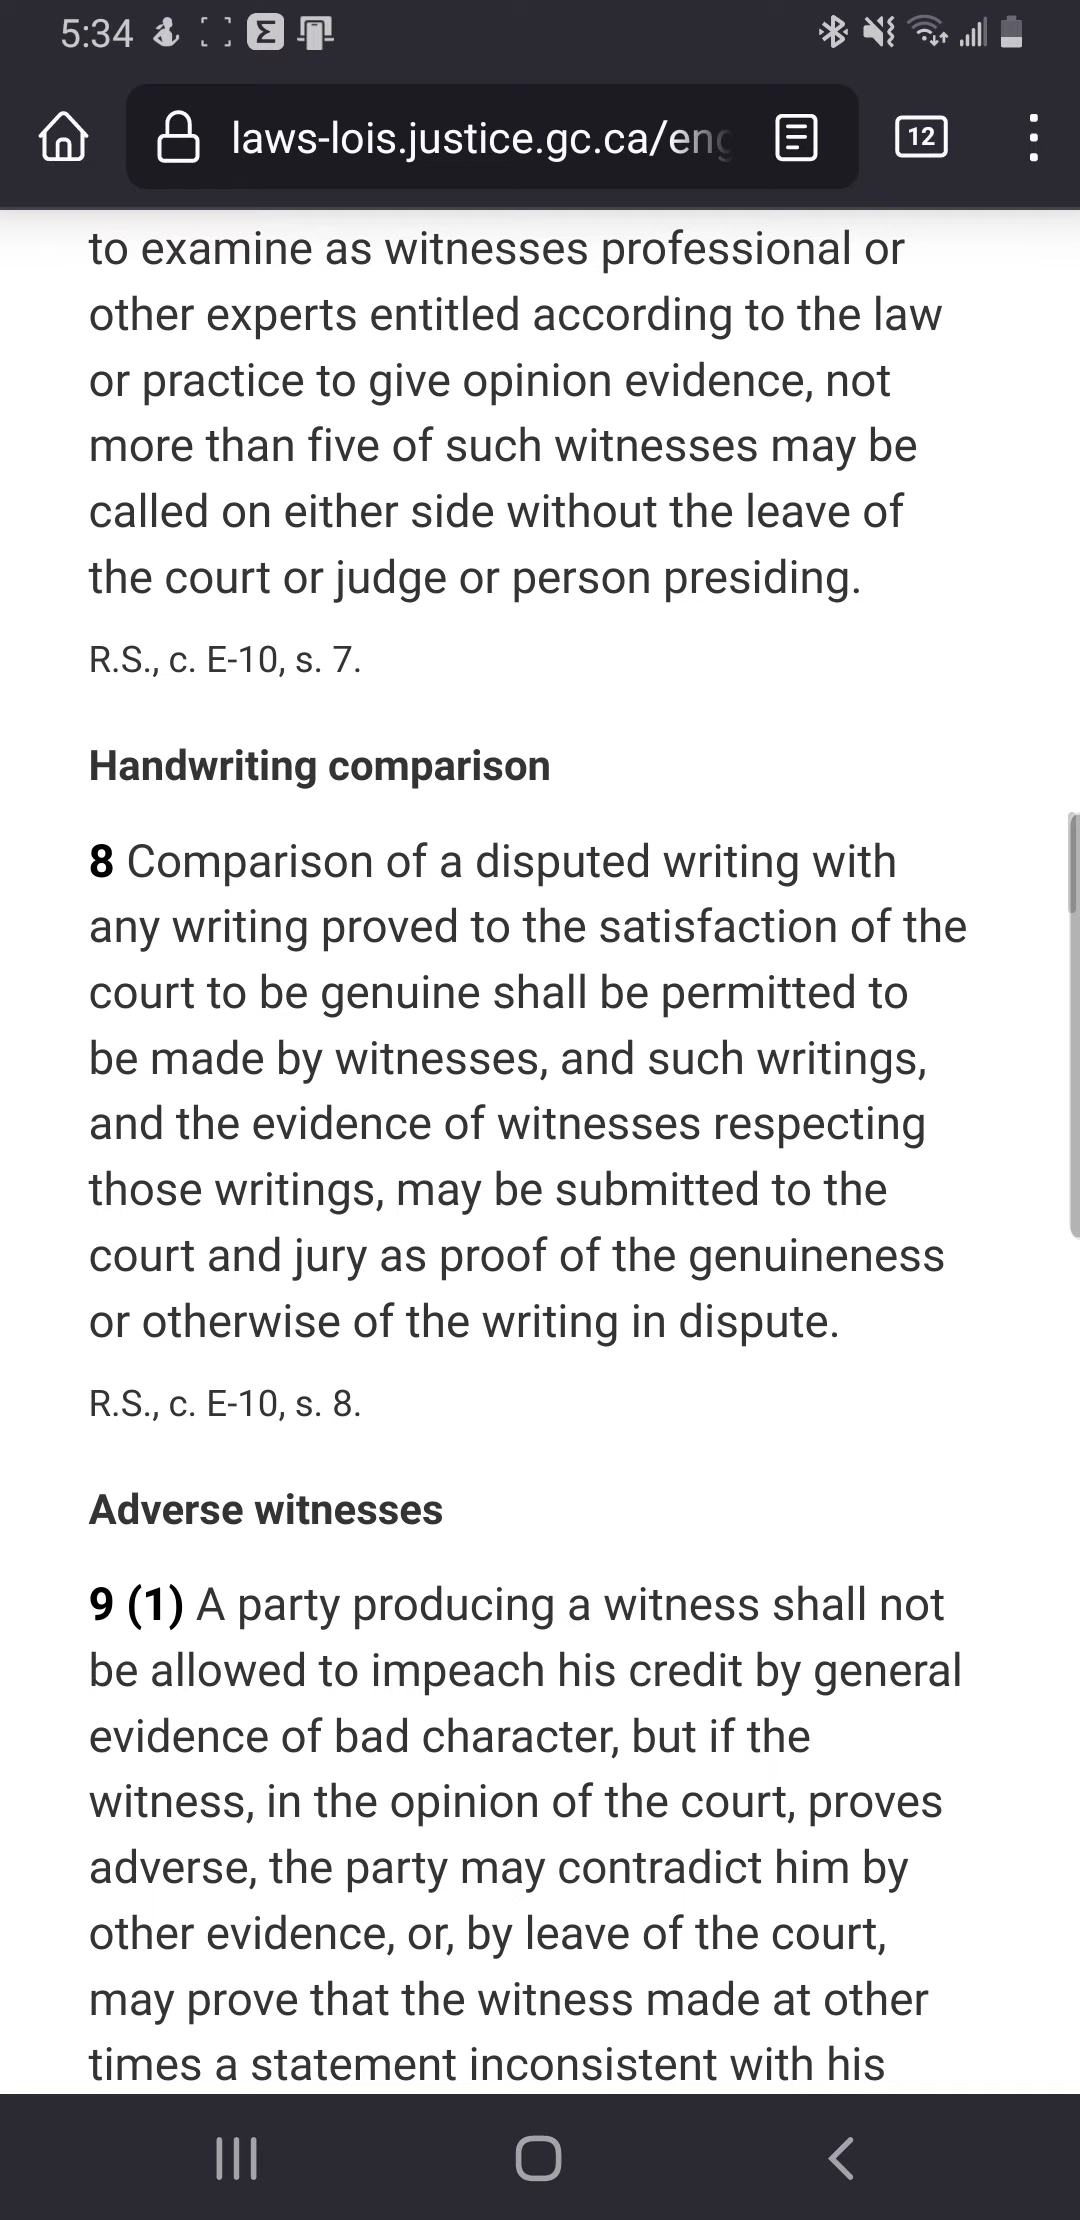 5:34
laws-lois.justice.gc.ca/eng
12
to examine as witnesses professional or
other experts entitled according to the law
or practice to give opinion evidence, not
more than five of such witnesses may be
called on either side without the leave of
the court or judge or person presiding.
R.S., c. E-10, s. 7.
Handwriting comparison
8 Comparison of a disputed writing with
any writing proved to the satisfaction of the
court to be genuine shall be permitted to
be made by witnesses, and such writings,
and the evidence of witnesses respecting
those writings, may be submitted to the
court and jury as proof of the genuineness
or otherwise of the writing in dispute.
R.S., c. E-10, s. 8.
Adverse witnesses
9 (1) A party producing a witness shall not
be allowed to impeach his credit by general
evidence of bad character, but if the
witness, in the opinion of the court, proves
adverse, the party may contradict him by
other evidence, or, by leave of the court,
may prove that the witness made at other
times a statement inconsistent with his